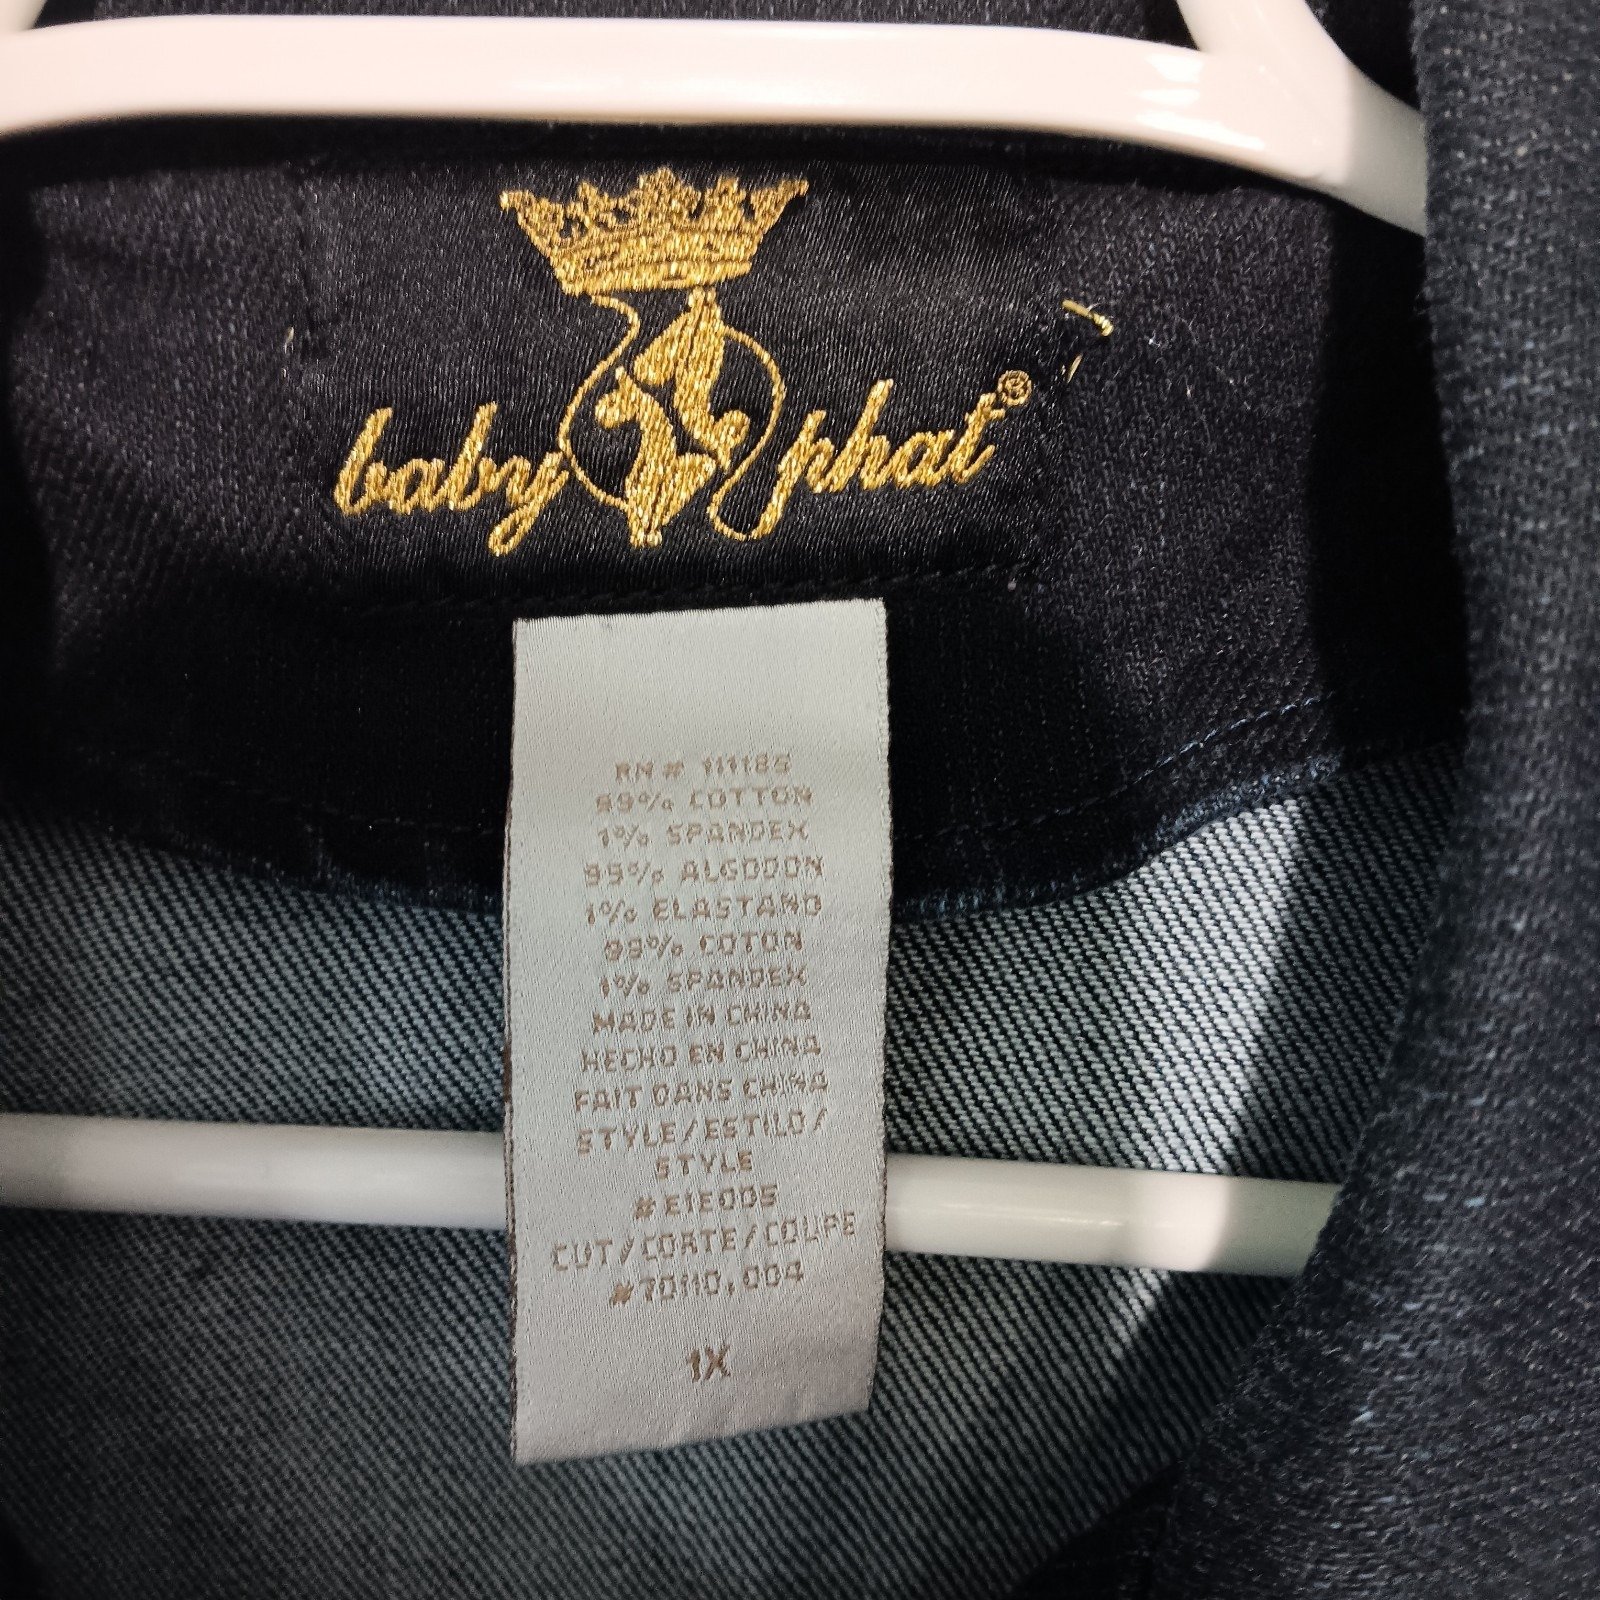 baby phat®
RN # 111185
99% COTTON
1% SPANDEX
99% ALGODON
1% ELASTANO
99% COTON
1% SPANDEX
MADE IN CHINA
HECHO EN CHINA
FAIT DANS CHINA
STYLE/ESTILO/
STYLE
#E1E005
CUT/CORTE/COUPE
#70110,004
1X